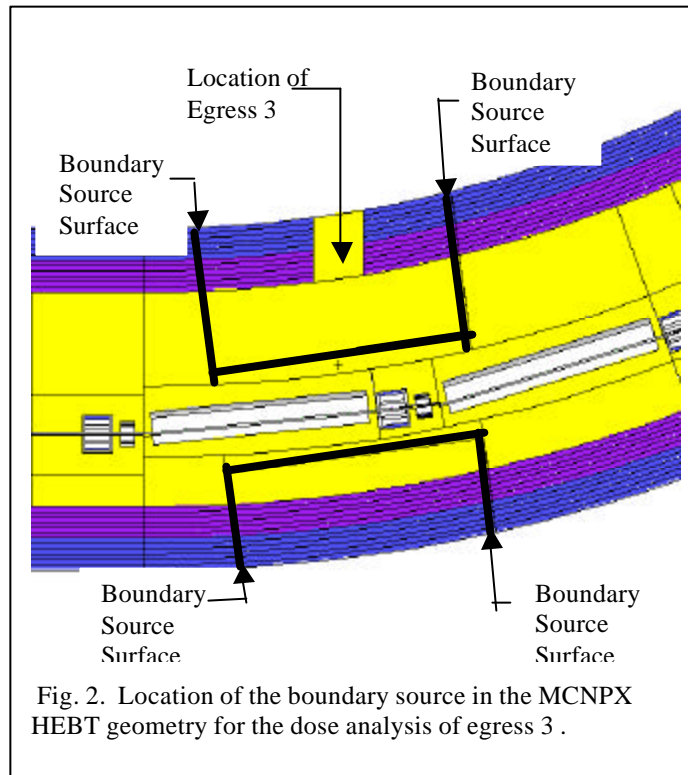 Location of
Egress 3
Boundary
Source
Surface
Boundary
Source
Surface
Boundary
Source
Surface
Boundary
Source
Surface
Fig. 2. Location of the boundary source in the MCNPX
HEBT geometry for the dose analysis of egress 3 .